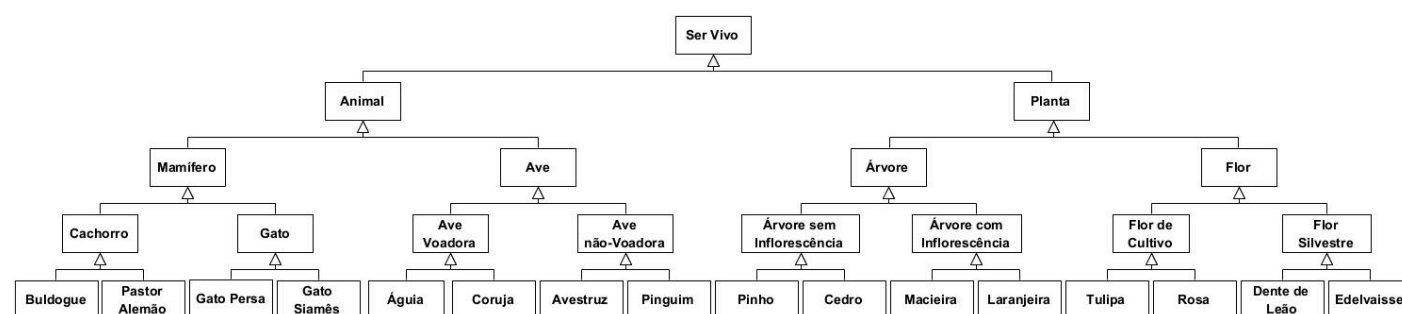 Ser Vivo
Animal
Planta
Mamífero
Ave
Árvore
Flor
Cachorro
Gato
Ave
Voadora
Ave
não-Voadora
Árvore sem
Inflorescência
Árvore com
Inflorescência
Flor de
Cultivo
Flor
Silvestre
Buldogue
Pastor
Alemão
Gato Persa
Gato
Siamês
Águia
Coruja
Avestruz
Pinguim
Pinho
Cedro
Macieira
Laranjeira
Tulipa
Rosa
Dente de
Leão
Edelvaisse